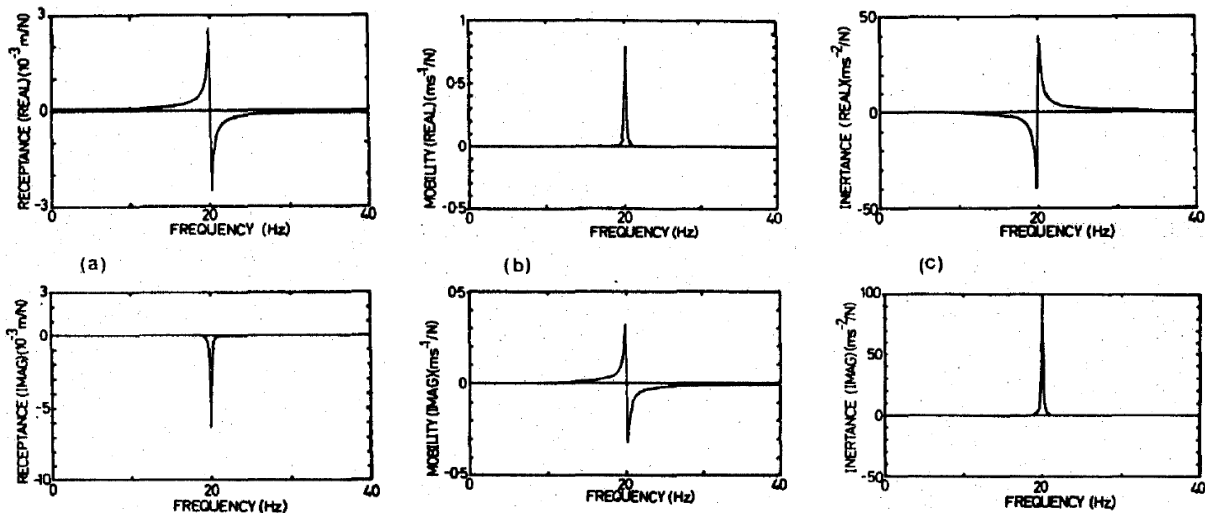 RECEPTANCE (REAL)(10⁻³m/N)
3
0
-3
0
20
40
FREQUENCY (Hz)
MOBILITY (REAL)(ms⁻¹/N)
1
0·5
0
-0·5
0
20
40
FREQUENCY (Hz)
INERTANCE (REAL)(ms⁻²/N)
50
0
-50
0
20
40
FREQUENCY (Hz)
(a)
(b)
(c)
RECEPTANCE (IMAG)(10⁻³m/N)
3
0
-5
-10
0
20
40
FREQUENCY (Hz)
MOBILITY (IMAG)(ms⁻¹/N)
0·5
0
-0·5
0
20
40
FREQUENCY (Hz)
INERTANCE (IMAG)(ms⁻²/N)
100
50
0
-50
0
20
40
FREQUENCY (Hz)